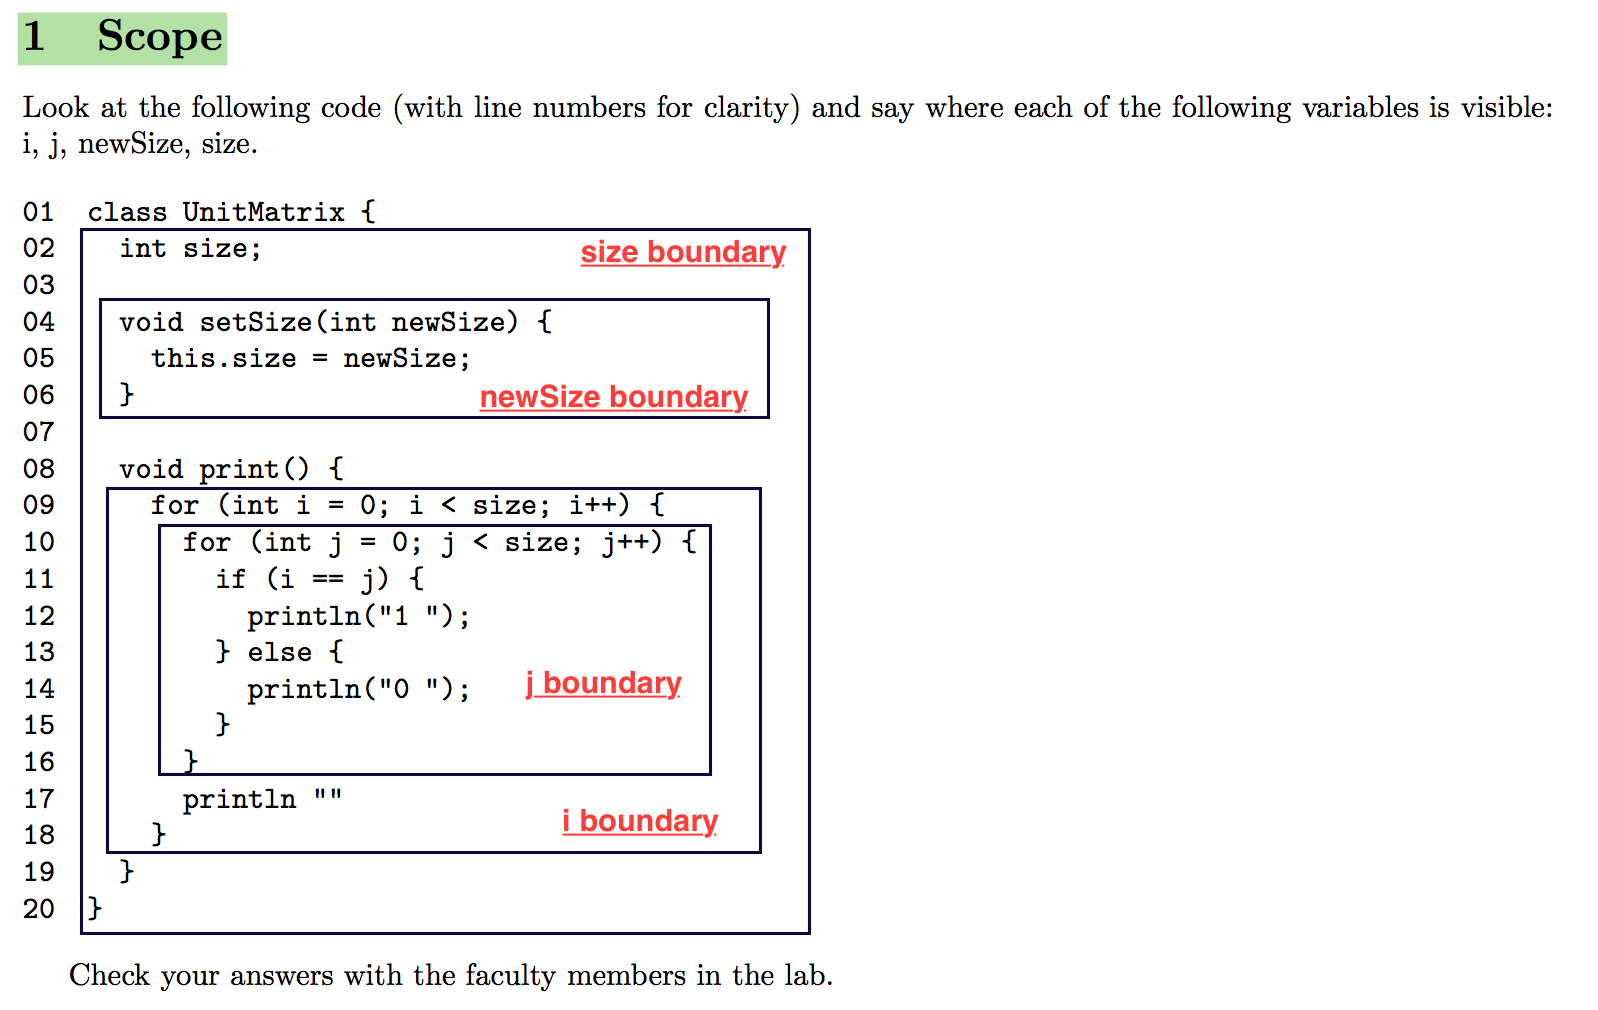 1 Scope
Look at the following code (with line numbers for clarity) and say where each of the following variables is visible:
i, j, newSize, size.
01 class UnitMatrix {
02 int size; size boundary
03
04 void setSize(int newSize) {
05 this.size = newSize;
06 } newSize boundary
07
08 void print() {
09 for (int i = 0; i < size; i++) {
10 for (int j = 0; j < size; j++) {
11 if (i == j) {
12 println("1 ");
13 } else {
14 println("0 "); j boundary
15 }
16 }
17 println ""
i boundary
18 }
19 }
20 }
Check your answers with the faculty members in the lab.